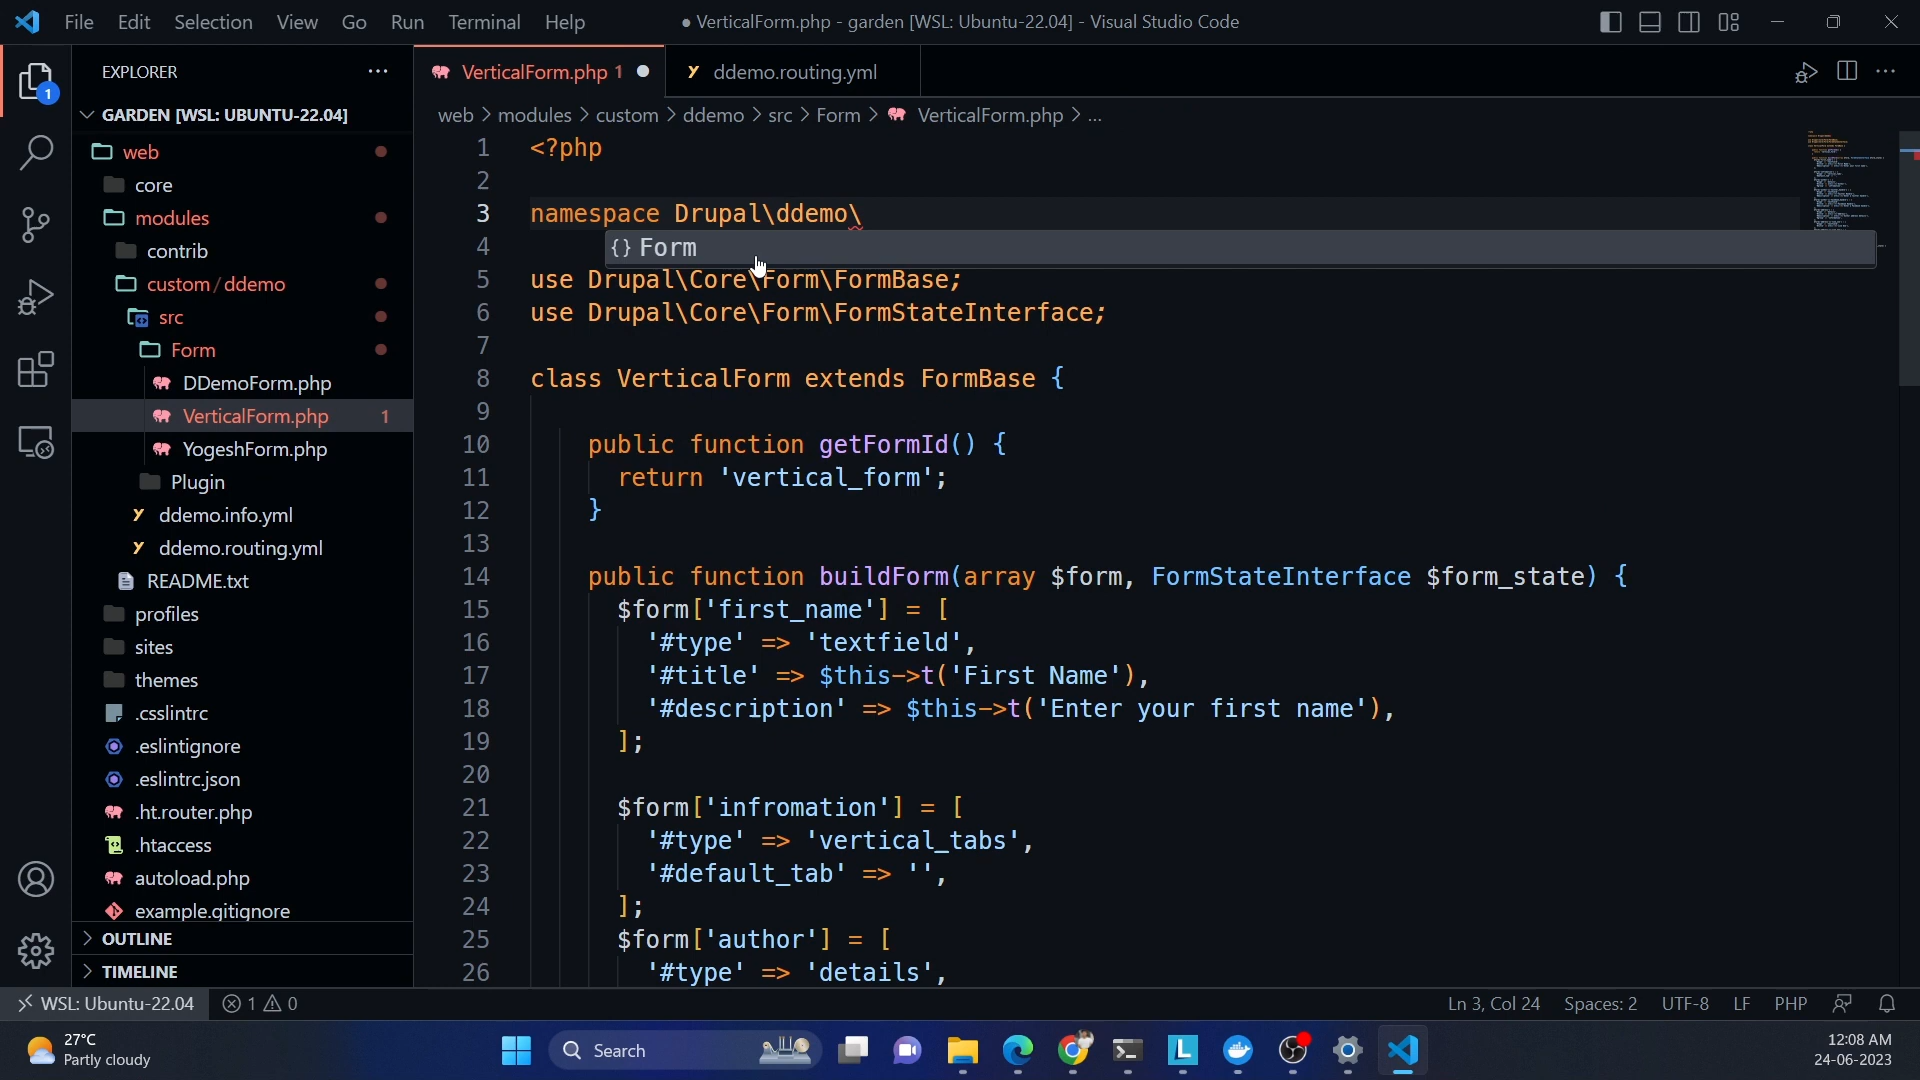 File Edit Selection View Go Run Terminal Help
● VerticalForm.php - garden [WSL: Ubuntu-22.04] - Visual Studio Code
1
EXPLORER
GARDEN [WSL: UBUNTU-22.04]
web
core
modules
contrib
custom / ddemo
src
Form
DDemoForm.php
VerticalForm.php 1
YogeshForm.php
Plugin
ddemo.info.yml
ddemo.routing.yml
README.txt
profiles
sites
themes
.csslintrc
.eslintignore
.eslintrc.json
.ht.router.php
.htaccess
autoload.php
example.gitignore
OUTLINE
TIMELINE
VerticalForm.php 1
ddemo.routing.yml
web > modules > custom > ddemo > src > Form > VerticalForm.php > ...
1 <?php
2
3 namespace Drupal\ddemo\
{} Form
4
5 use Drupal\Core\Form\FormBase;
6 use Drupal\Core\Form\FormStateInterface;
7
8 class VerticalForm extends FormBase {
9
10 public function getFormId() {
11 return 'vertical_form';
12 }
13
14 public function buildForm(array $form, FormStateInterface $form_state) {
15 $form['first_name'] = [
16 '#type' => 'textfield',
17 '#title' => $this->t('First Name'),
18 '#description' => $this->t('Enter your first name'),
19 ];
20
21 $form['infromation'] = [
22 '#type' => 'vertical_tabs',
23 '#default_tab' => '',
24 ];
25 $form['author'] = [
26 '#type' => 'details',
WSL: Ubuntu-22.04 1 0
Ln 3, Col 24 Spaces: 2 UTF-8 LF PHP
27°C
Partly cloudy
Search
12:08 AM
24-06-2023